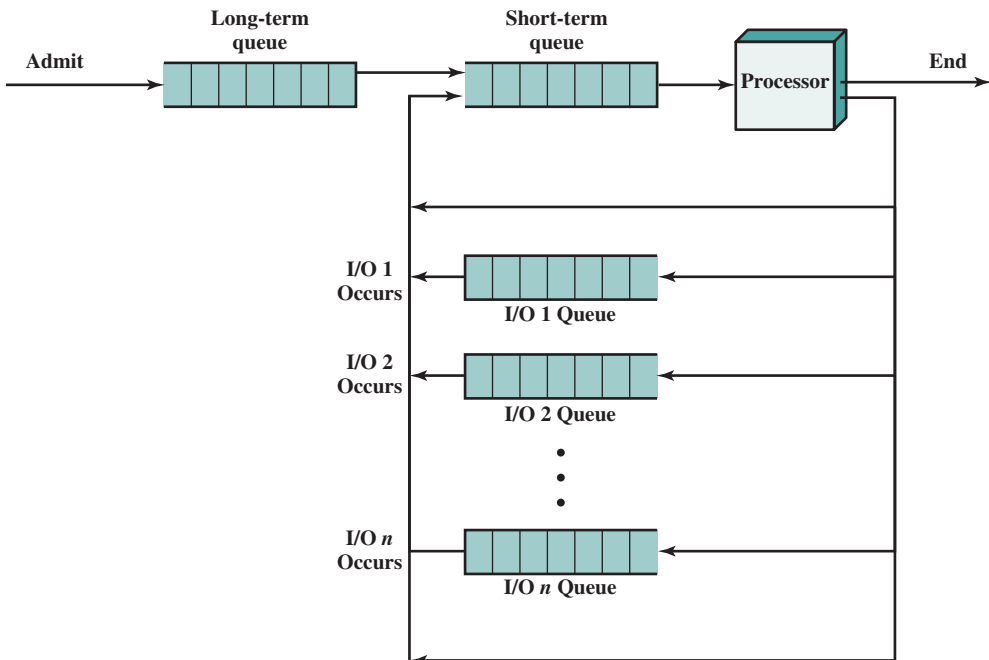 Long-term
queue
Short-term
queue
Admit
Processor
End
I/O 1
Occurs
I/O 1 Queue
I/O 2
Occurs
I/O 2 Queue
I/O n
Occurs
I/O n Queue